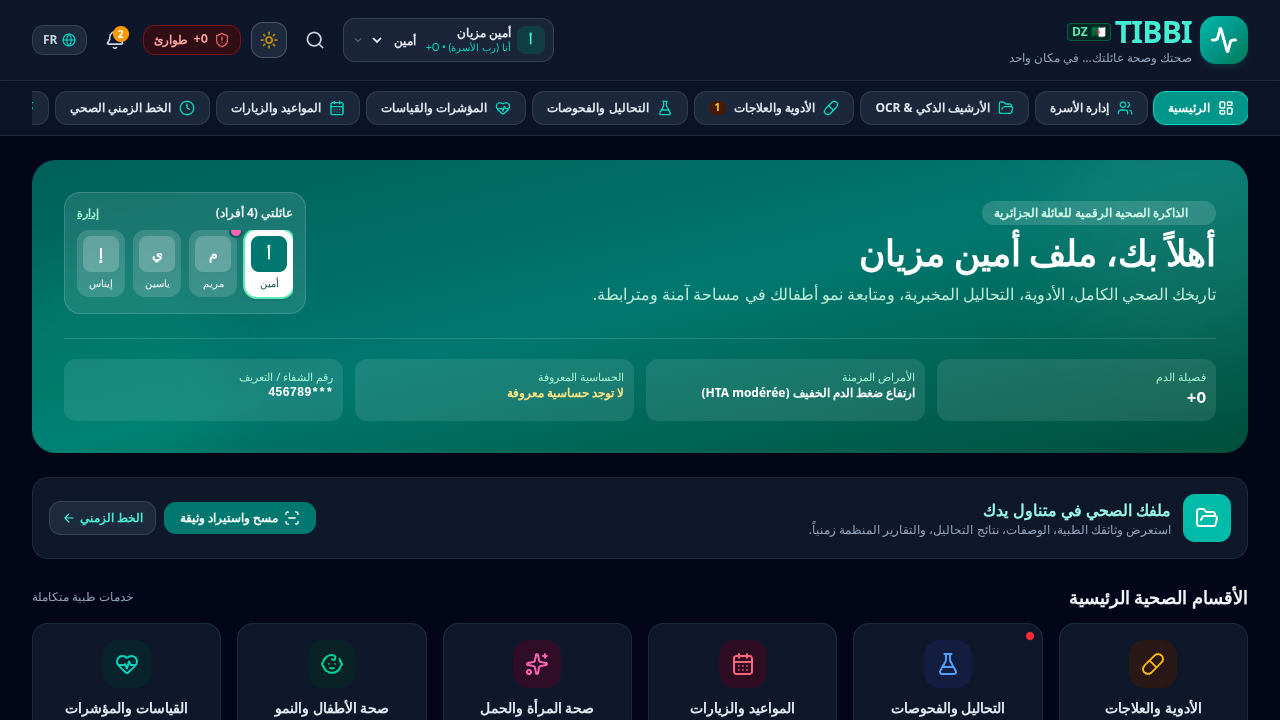 TIBBI
🇩🇿 DZ
صحتك وصحة عائلتك... في مكان واحد
أ
أمين مزيان
أنا (رب الأسرة) • O+
أمين
طوارئ O+
2
FR
الرئيسية
إدارة الأسرة
الأرشيف الذكي & OCR
الأدوية والعلاجات
1
التحاليل والفحوصات
المؤشرات والقياسات
المواعيد والزيارات
الخط الزمني الصحي
الذاكرة الصحية الرقمية للعائلة الجزائرية
أهلاً بك، ملف أمين مزيان
تاريخك الصحي الكامل، الأدوية، التحاليل المخبرية، ومتابعة نمو أطفالك في مساحة آمنة ومترابطة.
عائلتي (4 أفراد)
إدارة
أ
أمين
م
مريم
ي
ياسين
إ
إيناس
فصيلة الدم
O+
الأمراض المزمنة
ارتفاع ضغط الدم الخفيف (HTA modérée)
الحساسية المعروفة
لا توجد حساسية معروفة
رقم الشفاء / التعريف
456789***
ملفك الصحي في متناول يدك
استعرض وثائقك الطبية، الوصفات، نتائج التحاليل، والتقارير المنظمة زمنياً.
مسح واستيراد وثيقة
الخط الزمني
الأقسام الصحية الرئيسية
خدمات طبية متكاملة
الأدوية والعلاجات
التحاليل والفحوصات
المواعيد والزيارات
صحة المرأة والحمل
صحة الأطفال والنمو
القياسات والمؤشرات